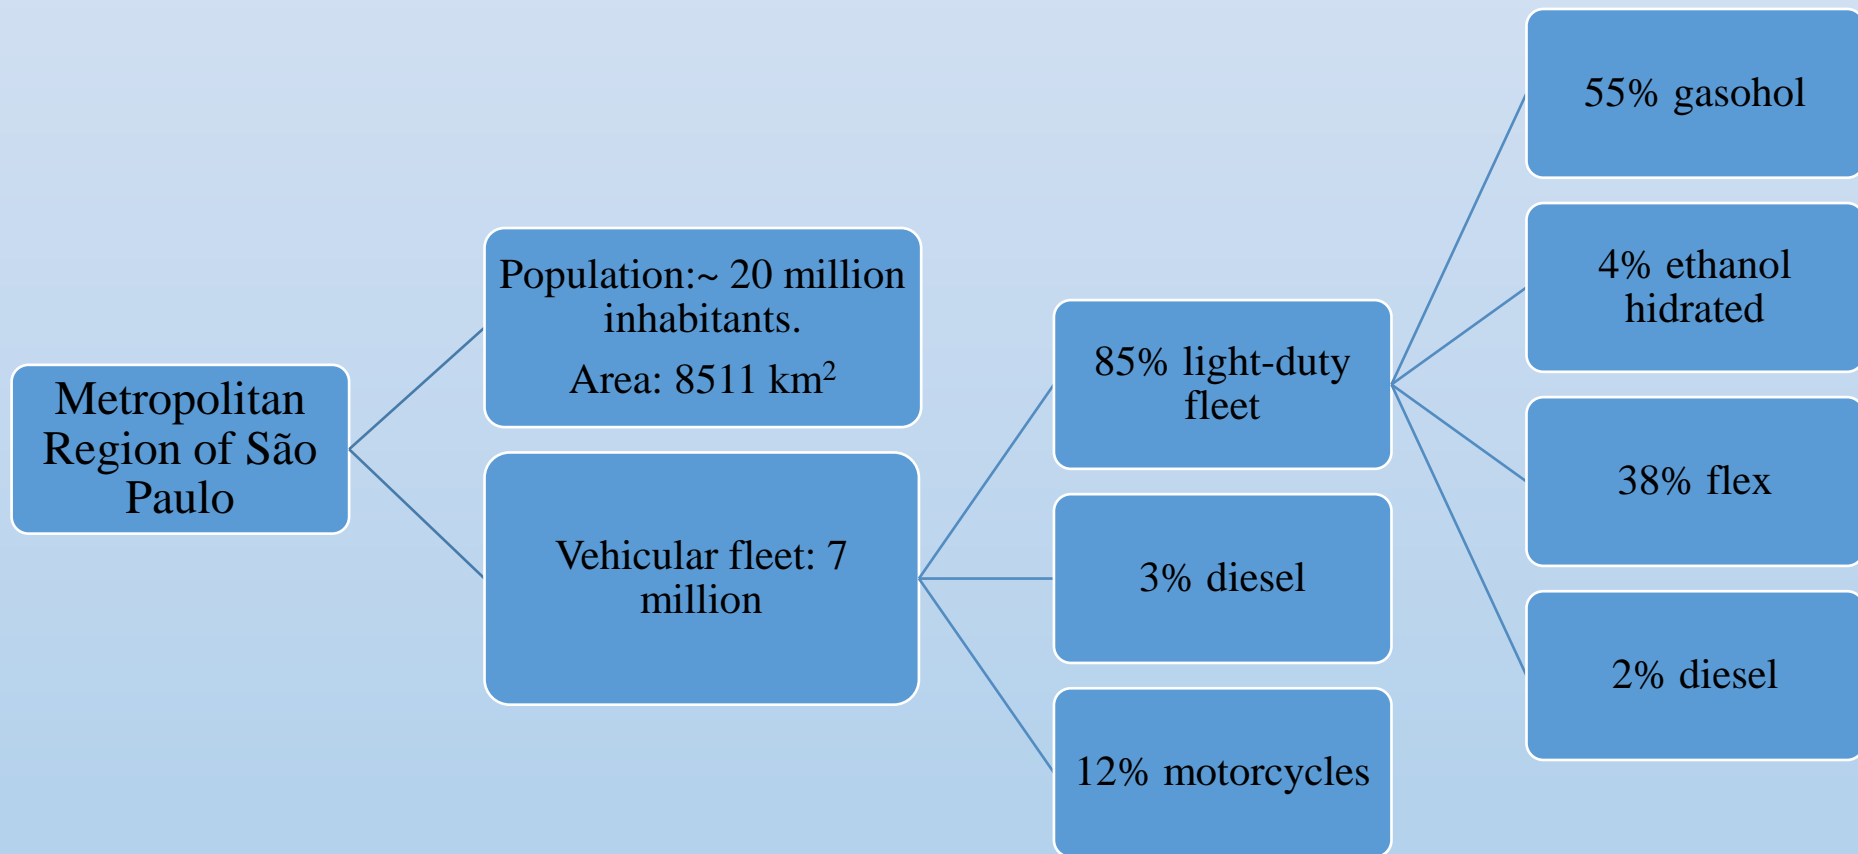 Metropolitan
Region of São
Paulo
Population:~ 20 million
inhabitants.
Area: 8511 km²
Vehicular fleet: 7
million
85% light-duty
fleet
3% diesel
12% motorcycles
55% gasohol
4% ethanol
hidrated
38% flex
2% diesel